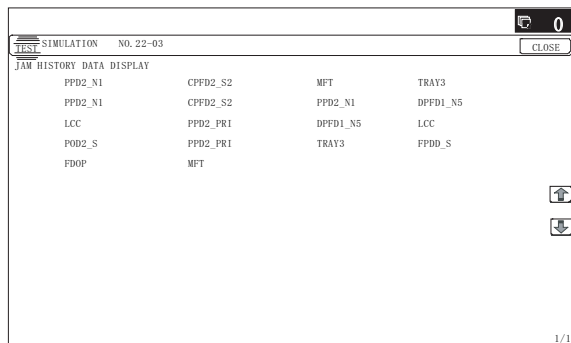 0
TEST SIMULATION NO. 22-03 CLOSE
JAM HISTORY DATA DISPLAY
PPD2_N1 CPFD2_S2 MFT TRAY3
PPD2_N1 CPFD2_S2 PPD2_N1 DPFD1_N5
LCC PPD2_PRI DPFD1_N5 LCC
POD2_S PPD2_PRI TRAY3 FPDD_S
FDOP MFT
1/1